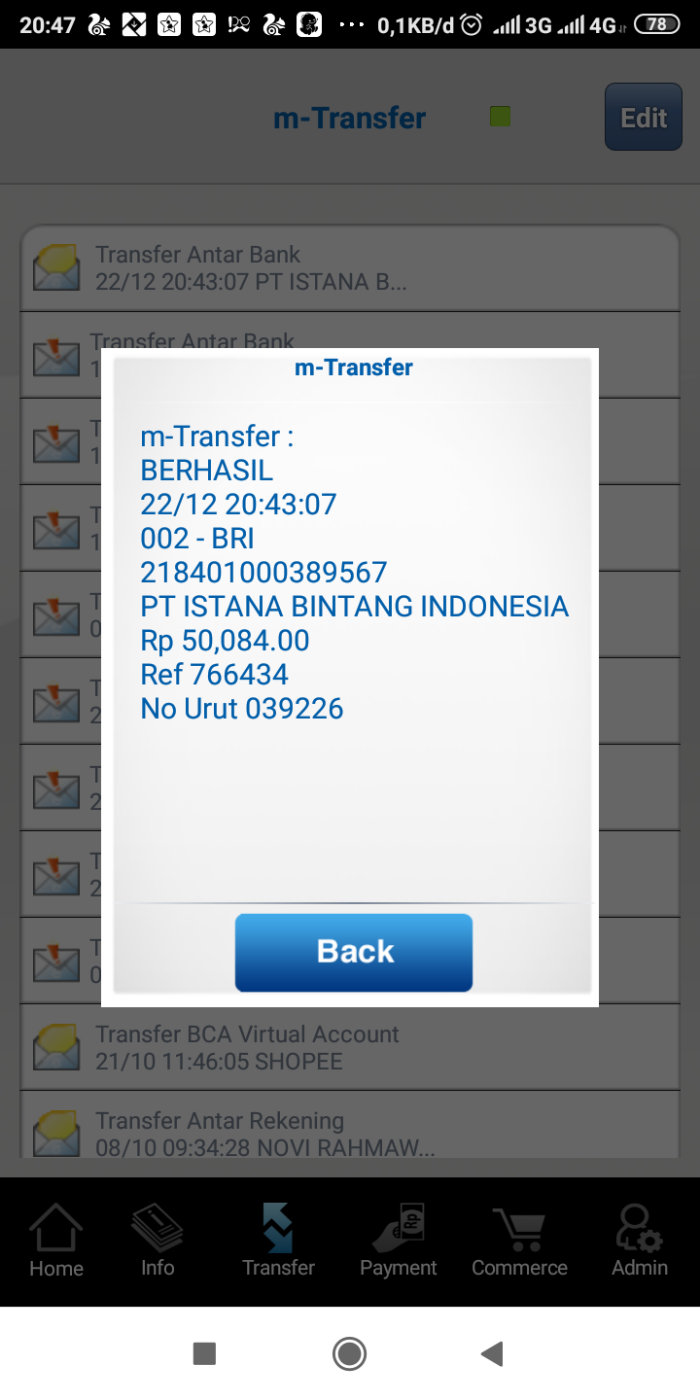 20:47 ... 0,1KB/d 3G 4G 78
m-Transfer
Edit
Transfer Antar Bank
22/12 20:43:07 PT ISTANA B...
Transfer Antar Bank
1
T
1
T
1
T
0
T
2
T
2
T
2
T
0
m-Transfer
m-Transfer :
BERHASIL
22/12 20:43:07
002 - BRI
218401000389567
PT ISTANA BINTANG INDONESIA
Rp 50,084.00
Ref 766434
No Urut 039226
Back
Transfer BCA Virtual Account
21/10 11:46:05 SHOPEE
Transfer Antar Rekening
08/10 09:34:28 NOVI RAHMAW...
Home
Info
Transfer
Rp
Payment
Commerce
Admin